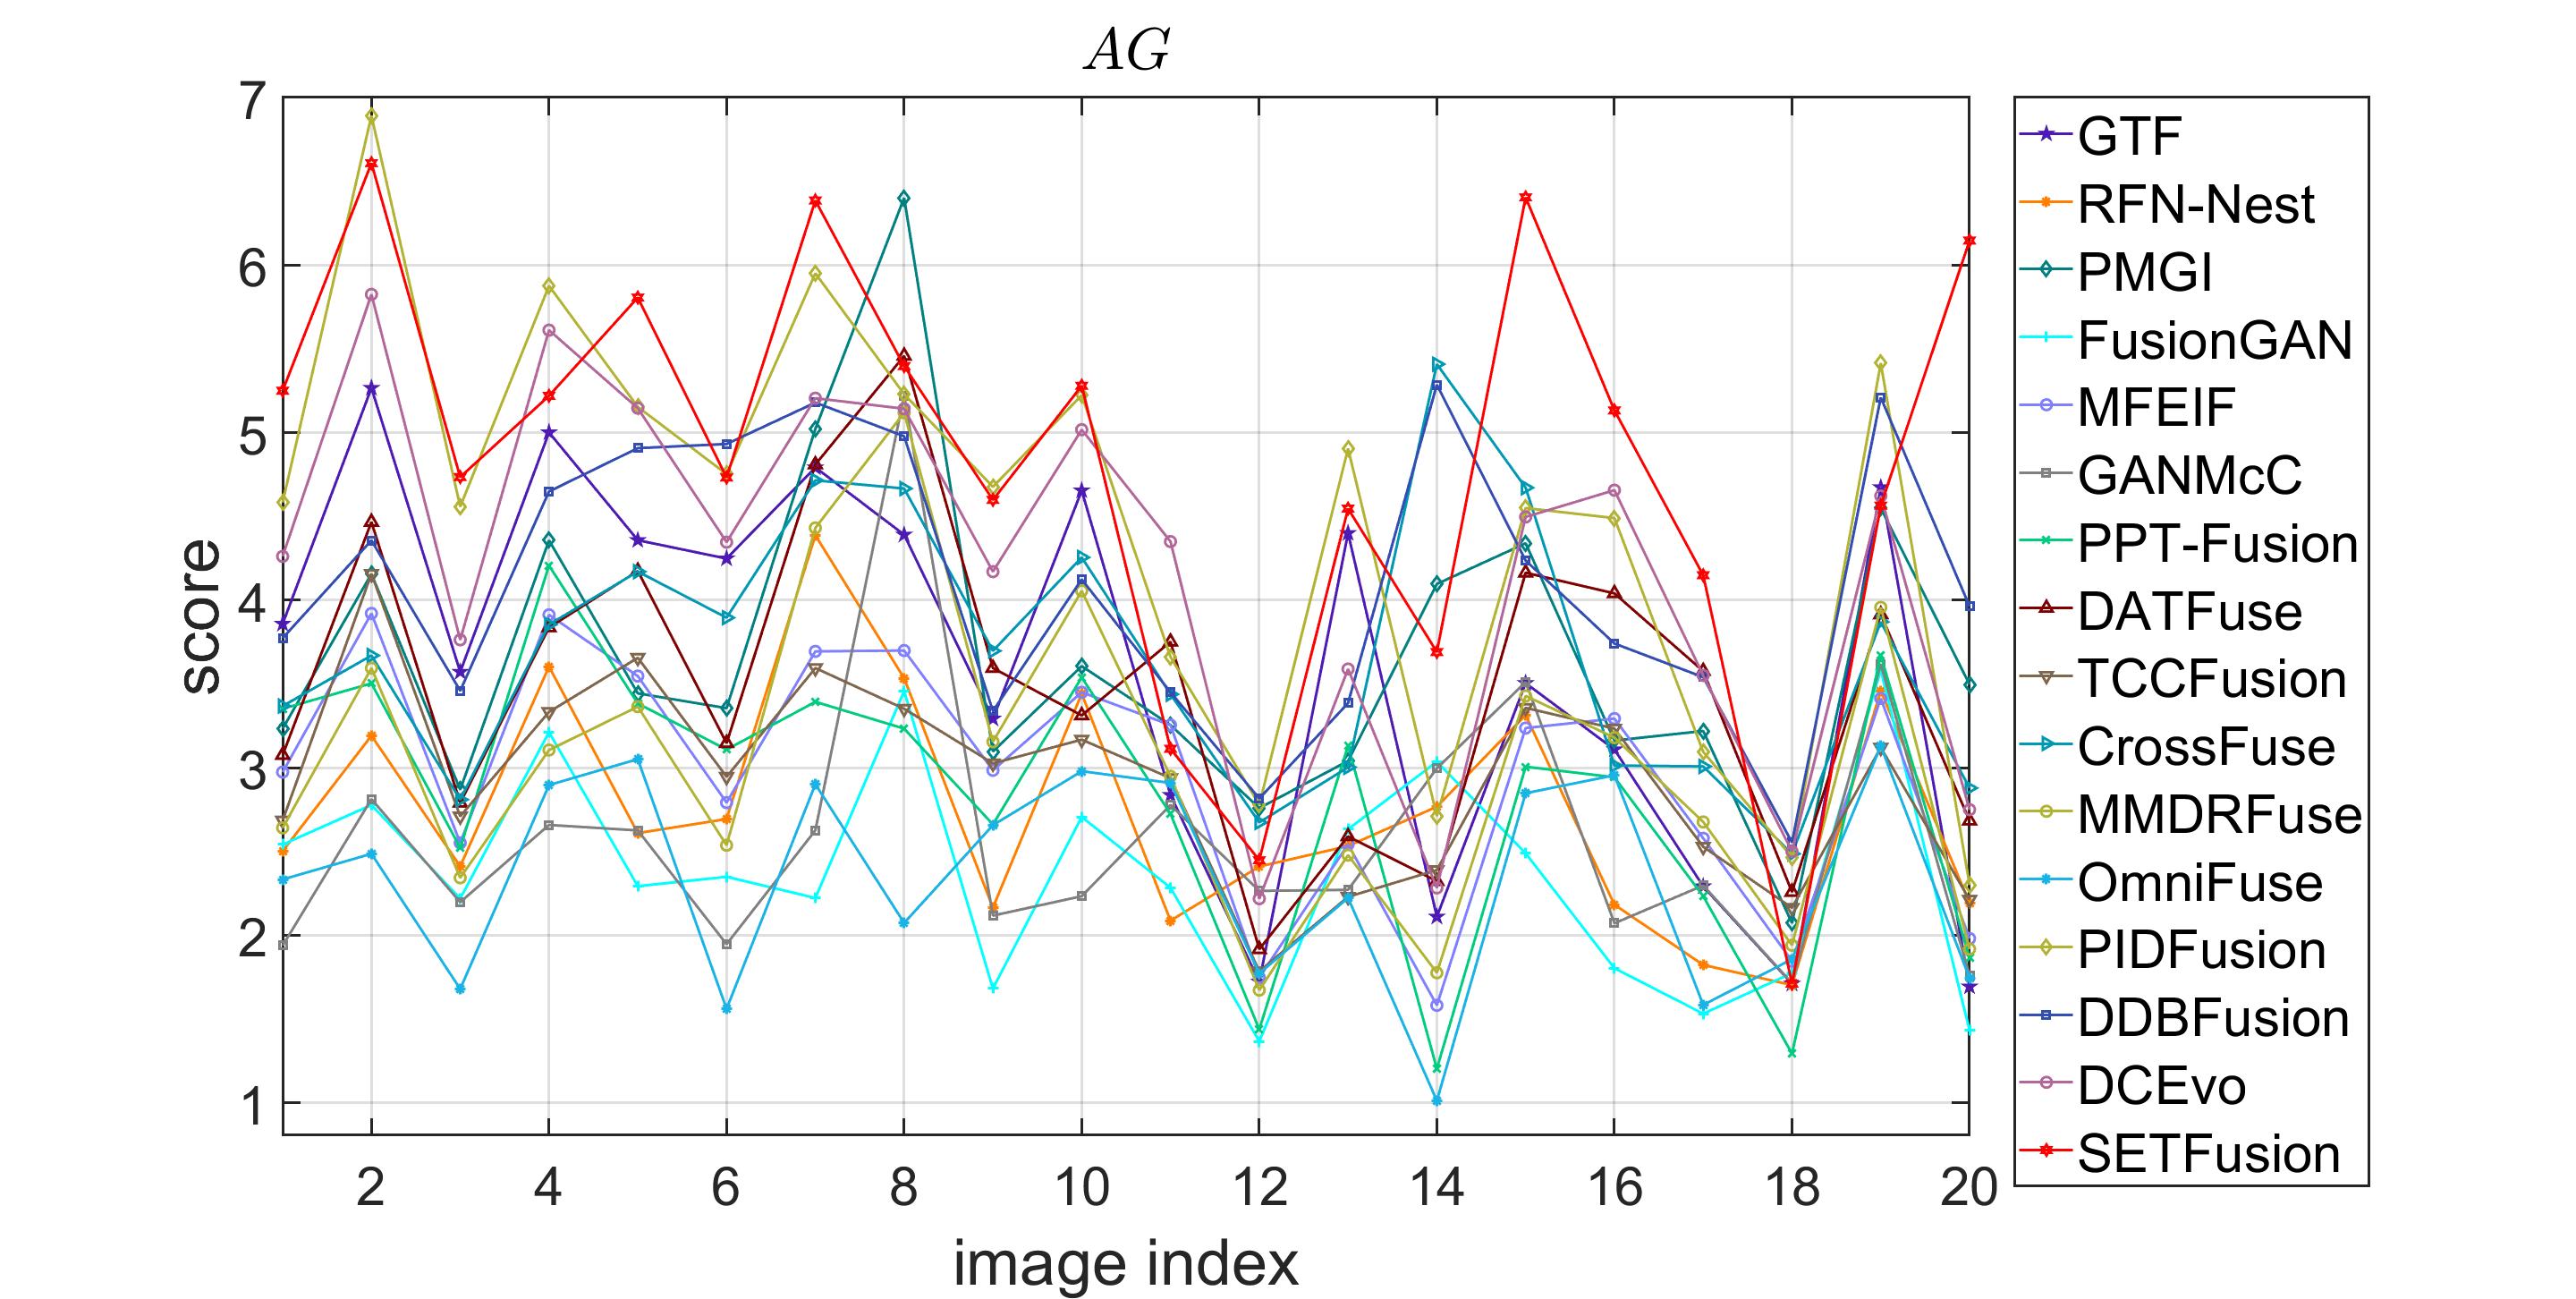 AG
7
6
5
4
3
2
1
score
2 4 6 8 10 12 14 16 18 20
image index
GTF
RFN-Nest
PMGI
FusionGAN
MFEIF
GANMcC
PPT-Fusion
DATFuse
TCCFusion
CrossFuse
MMDRFuse
OmniFuse
PIDFusion
DDBFusion
DCEvo
SETFusion